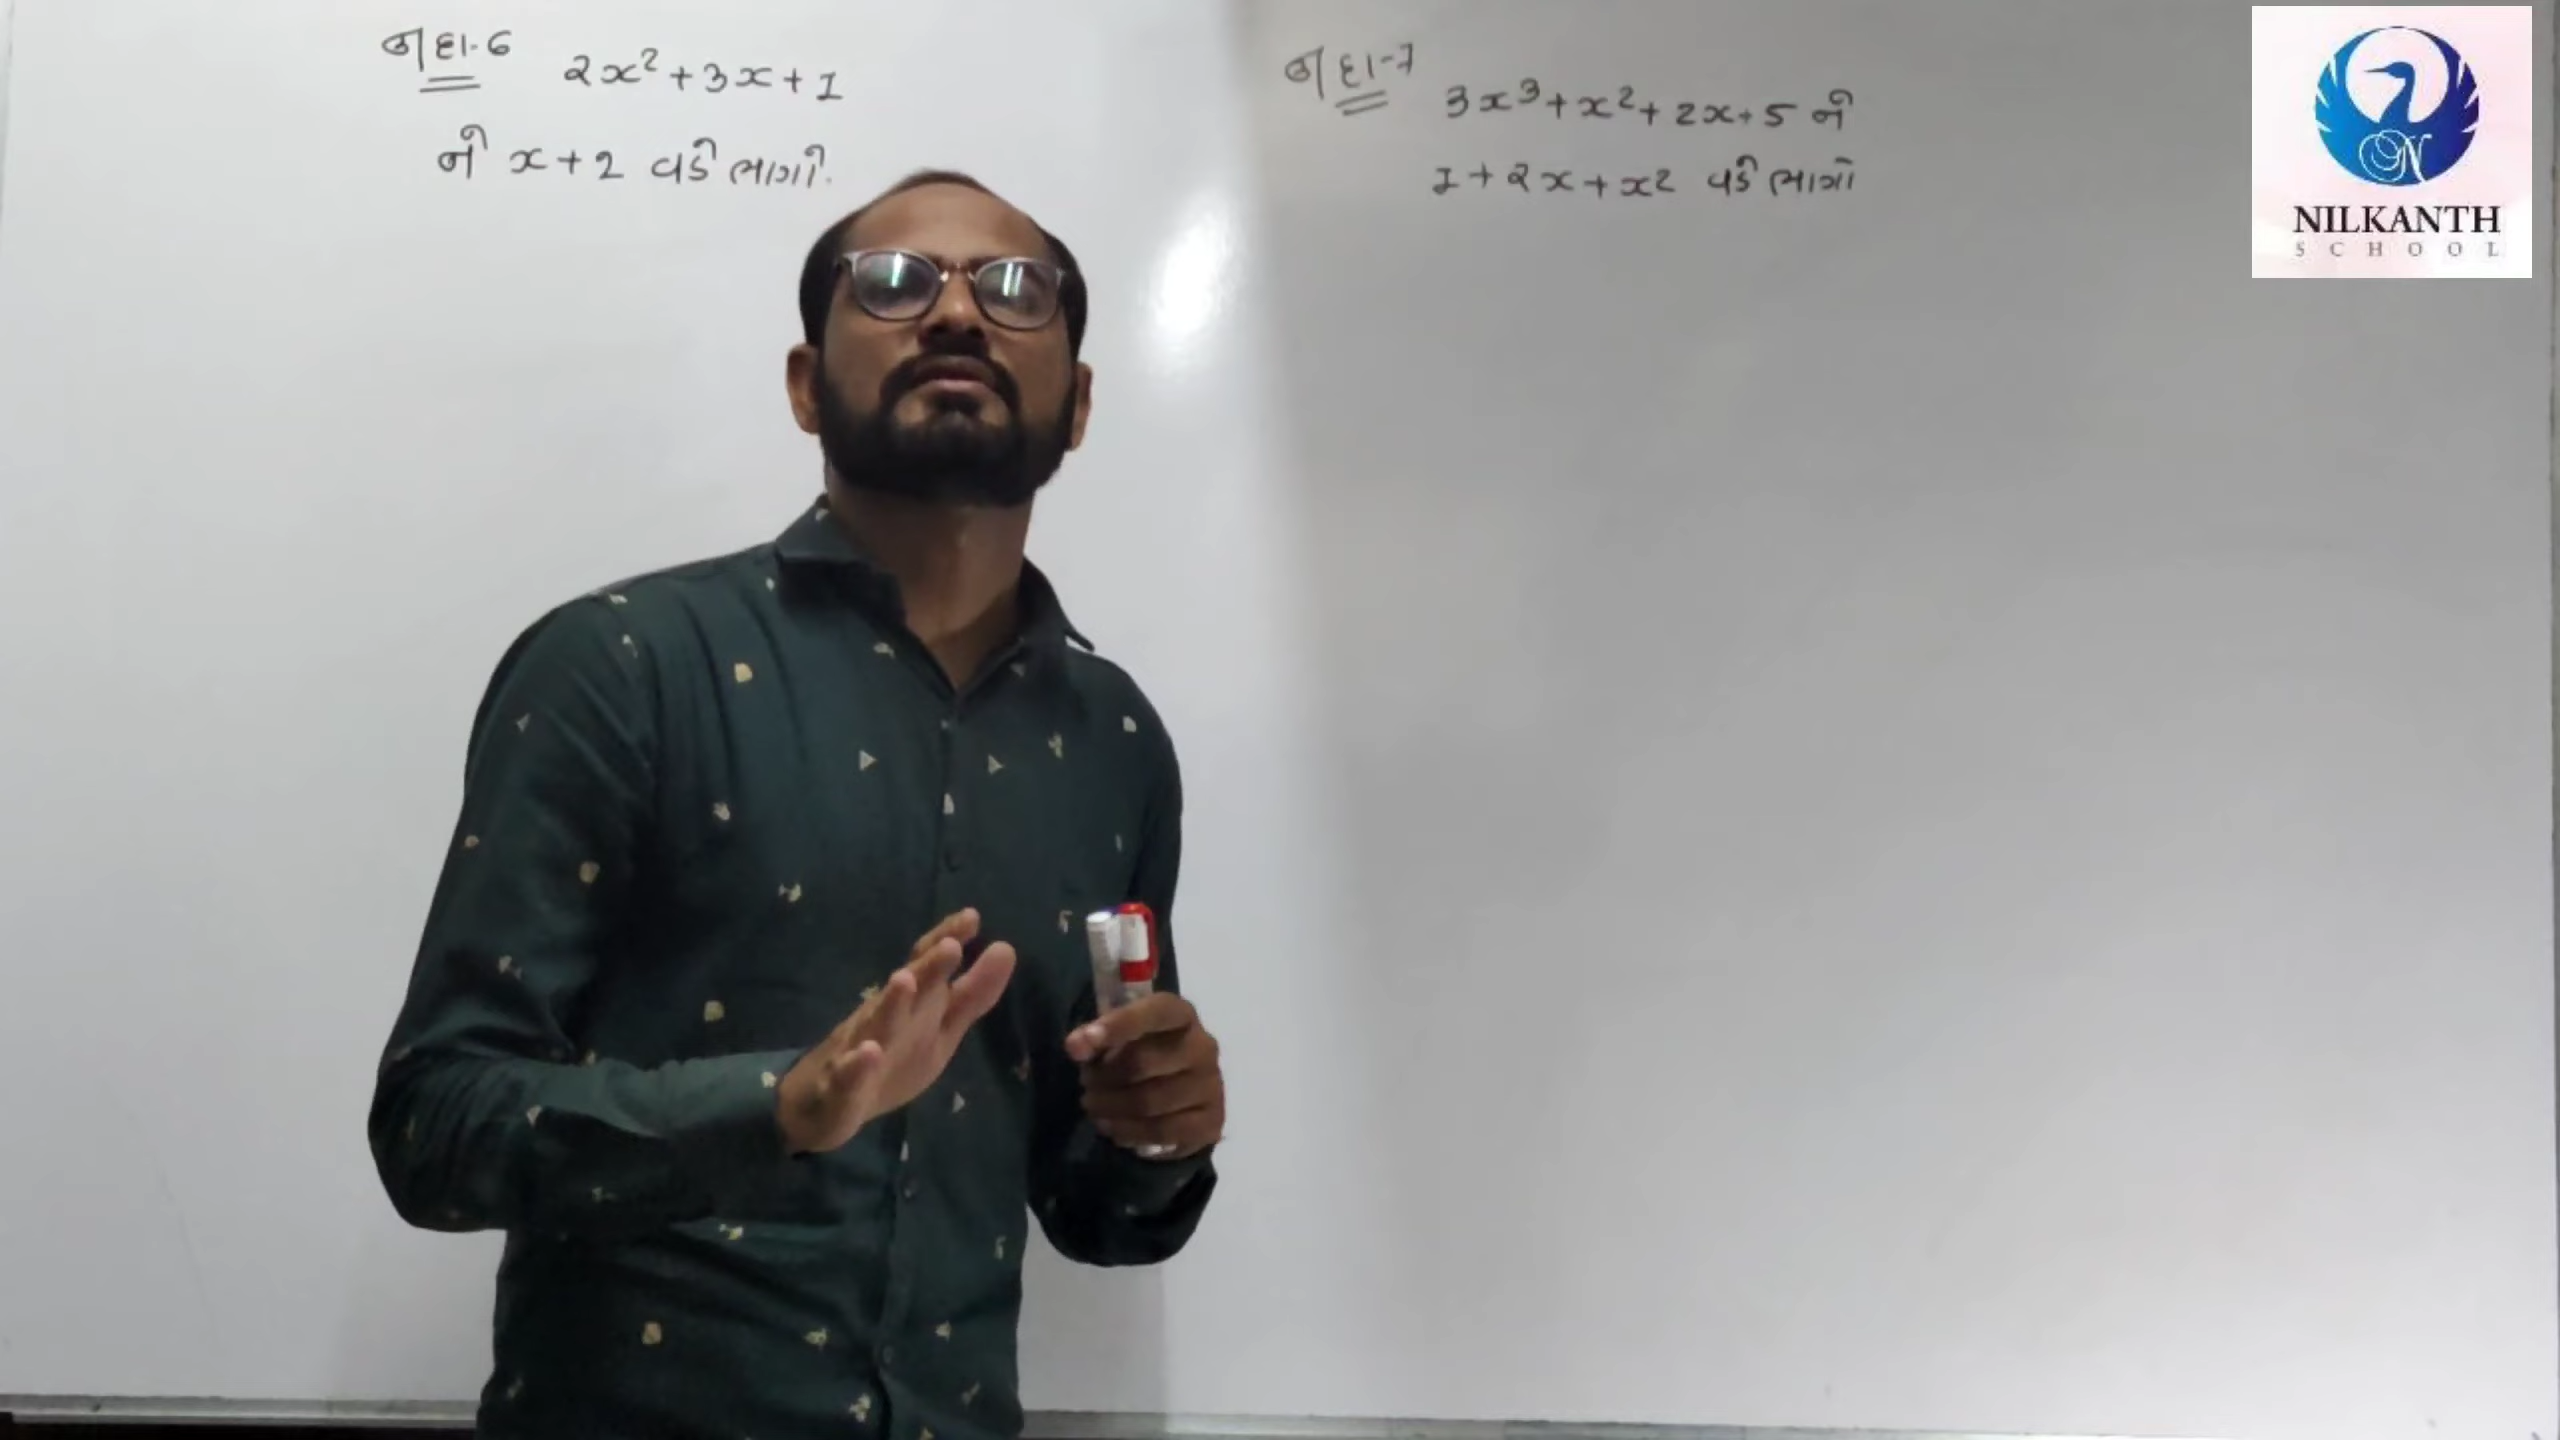 ઉદા-6 2x² + 3x + 1
ને x + 2 વડે ભાગો.
ઉદા-7 3x³ + x² + 2x + 5 ને
1 + 2x + x² વડે ભાગો
NILKANTH
SCHOOL